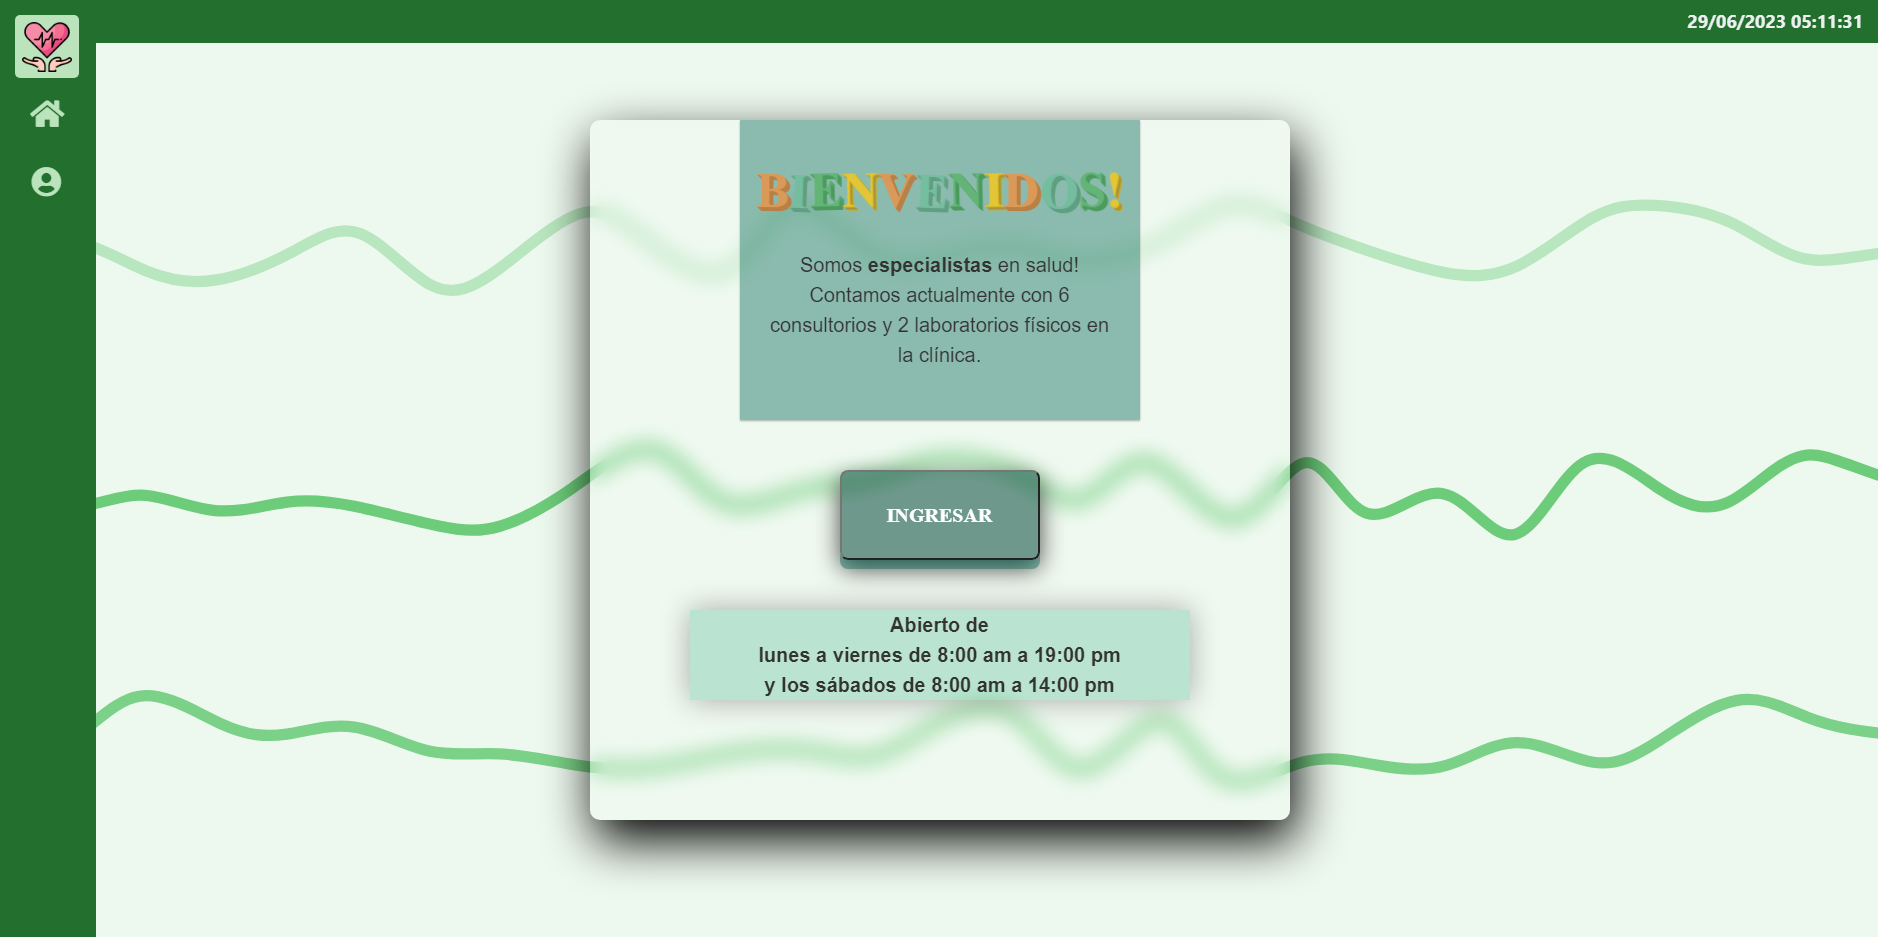 29/06/2023 05:11:31
BIENVENIDOS!
Somos especialistas en salud!
Contamos actualmente con 6
consultorios y 2 laboratorios físicos en
la clínica.
INGRESAR
Abierto de
lunes a viernes de 8:00 am a 19:00 pm
y los sábados de 8:00 am a 14:00 pm